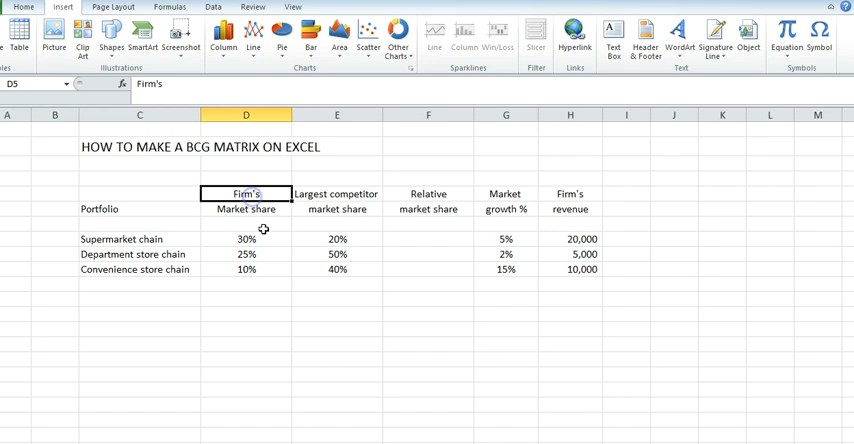 Home Insert Page Layout Formulas Data Review View
Table Picture Clip Art Shapes SmartArt Screenshot Column Line Pie Bar Area Scatter Other Charts Line Column Win/Loss Slicer Hyperlink Text Box Header & Footer WordArt Signature Line Object Equation Symbol
Illustrations Charts Sparklines Filter Links Text Symbols
D5 fx Firm's
A B C D E F G H I J K L M
HOW TO MAKE A BCG MATRIX ON EXCEL
Firm's Largest competitor Relative Market Firm's
Portfolio Market share market share market share growth % revenue
Supermarket chain 30% 20% 5% 20,000
Department store chain 25% 50% 2% 5,000
Convenience store chain 10% 40% 15% 10,000